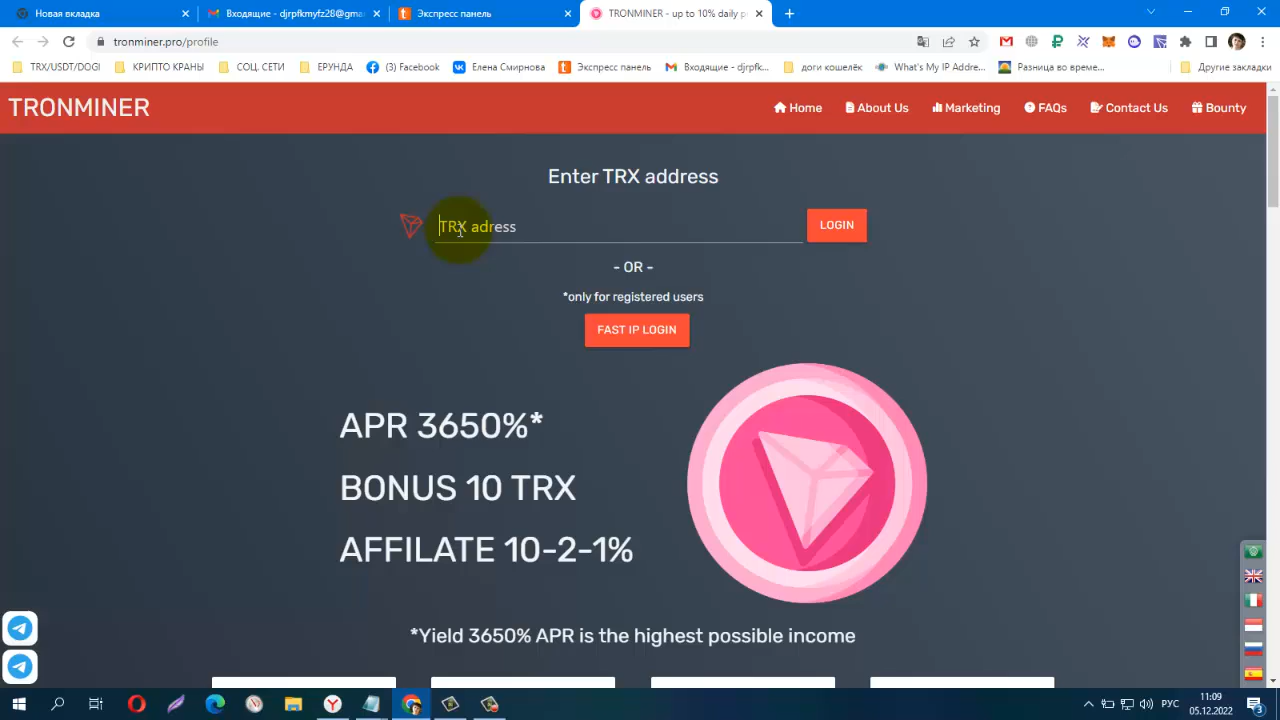 Новая вкладка
Входящие - djrpfkmyfz28@gma
Экспресс панель
TRONMINER - up to 10% daily p
tronminer.pro/profile
TRX/USDT/DOGI
КРИПТО КРАНЫ
СОЦ. СЕТИ
ЕРУНДА
(3) Facebook
Елена Смирнова
Экспресс панель
Входящие - djrpfk...
доги кошелёк
What's My IP Addre...
Разница во време...
Другие закладки
TRONMINER
Home
About Us
Marketing
FAQs
Contact Us
Bounty
Enter TRX address
TRX adress
LOGIN
- OR -
*only for registered users
FAST IP LOGIN
APR 3650%*
BONUS 10 TRX
AFFILATE 10-2-1%
*Yield 3650% APR is the highest possible income
РУС
11:09
05.12.2022
3